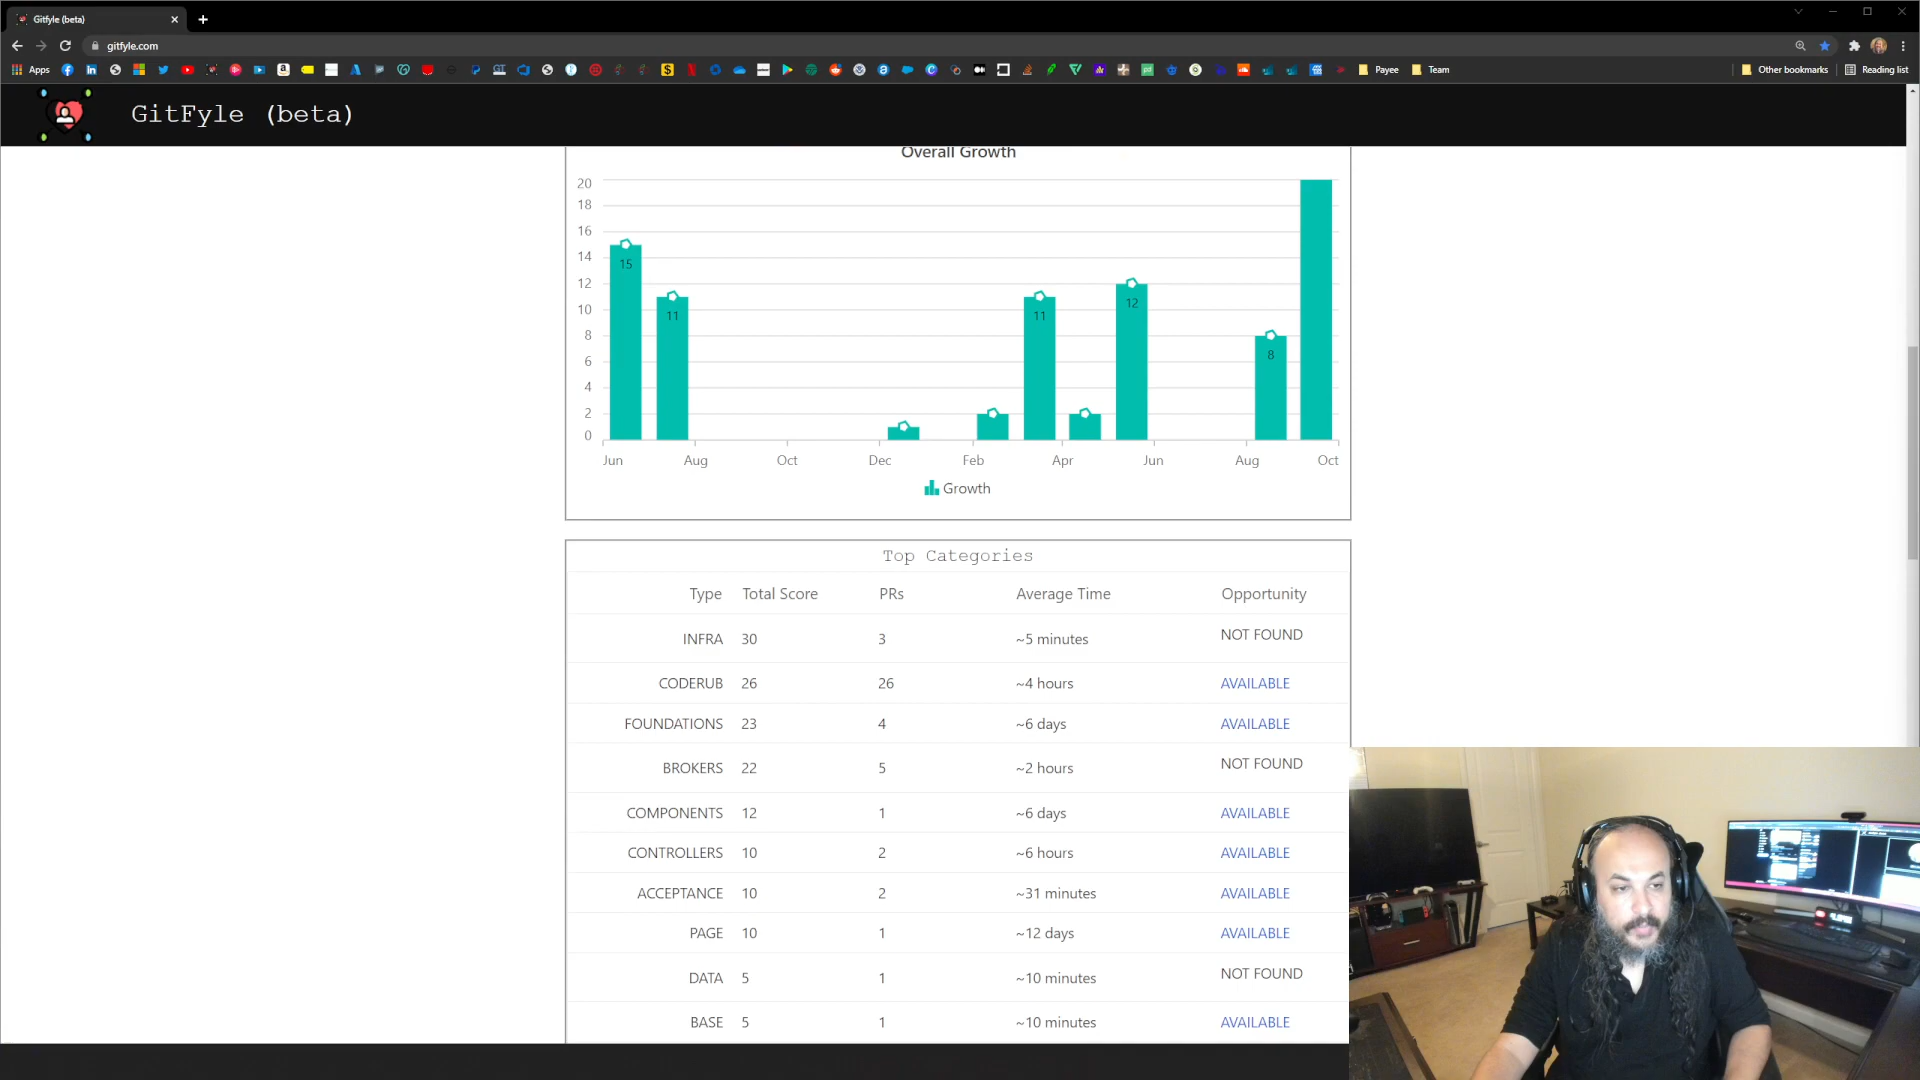 Gitfyle (beta)
gitfyle.com
Apps
Payee
Team
Other bookmarks
Reading list
GitFyle (beta)
Overall Growth
20
18
16
14
12
10
8
6
4
2
0
15
11
11
12
8
Jun
Aug
Oct
Dec
Feb
Apr
Jun
Aug
Oct
Growth
Top Categories
Type Total Score PRs Average Time Opportunity
INFRA 30 3 ~5 minutes NOT FOUND
CODERUB 26 26 ~4 hours AVAILABLE
FOUNDATIONS 23 4 ~6 days AVAILABLE
BROKERS 22 5 ~2 hours NOT FOUND
COMPONENTS 12 1 ~6 days AVAILABLE
CONTROLLERS 10 2 ~6 hours AVAILABLE
ACCEPTANCE 10 2 ~31 minutes AVAILABLE
PAGE 10 1 ~12 days AVAILABLE
DATA 5 1 ~10 minutes NOT FOUND
BASE 5 1 ~10 minutes AVAILABLE